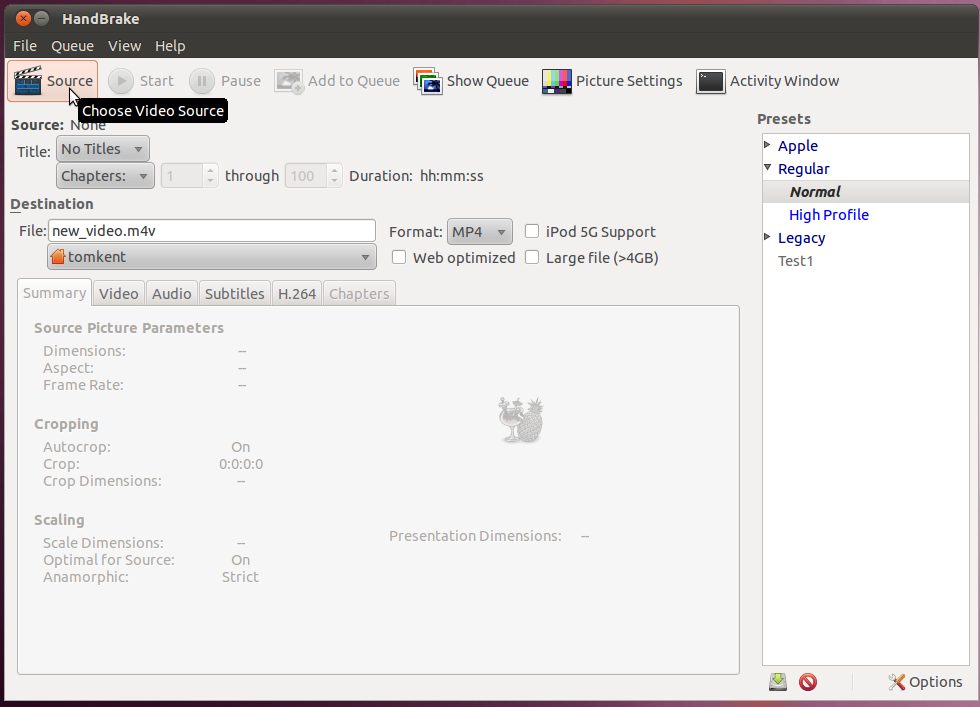 HandBrake
File Queue View Help
Source Start Pause Add to Queue Show Queue Picture Settings Activity Window
Choose Video Source
Source: None
Title: No Titles
Chapters: 1 through 100 Duration: hh:mm:ss
Destination
File: new_video.m4v Format: MP4 iPod 5G Support
tomkent Web optimized Large file (>4GB)
Summary Video Audio Subtitles H.264 Chapters
Source Picture Parameters
Dimensions: --
Aspect: --
Frame Rate: --
Cropping
Autocrop: On
Crop: 0:0:0:0
Crop Dimensions: --
Scaling
Scale Dimensions: --
Optimal for Source: On
Anamorphic: Strict
Presentation Dimensions: --
Presets
Apple
Regular
Normal
High Profile
Legacy
Test1
Options